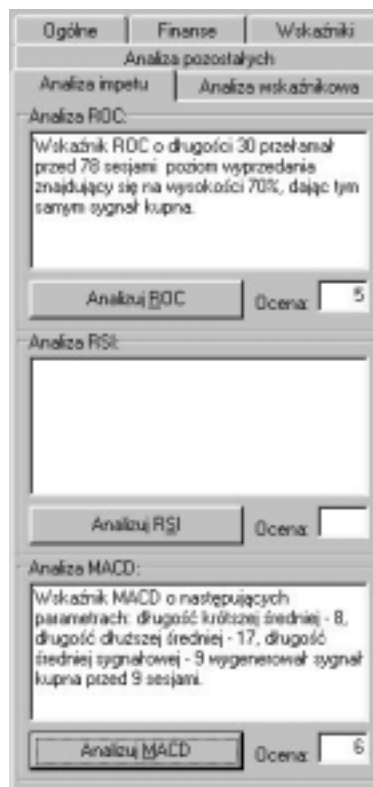 Ogólne Finanse Wskaźniki
Analiza pozostałych
Analiza impetu Analiza wskaźnikowa
Analiza ROC:
Wskaźnik ROC o długości 30 przełamał
przed 78 sesjami poziom wyprzedania
znajdujący się na wysokości 70%, dając tym
samym sygnał kupna.
Analizuj ROC Ocena: 5
Analiza RSI:
Analizuj RSI Ocena:
Analiza MACD:
Wskaźnik MACD o następujących
parametrach: długość krótszej średniej - 8,
długość dłuższej średniej - 17, długość
średniej sygnałowej - 9 wygenerował sygnał
kupna przed 9 sesjami.
Analizuj MACD Ocena: 6